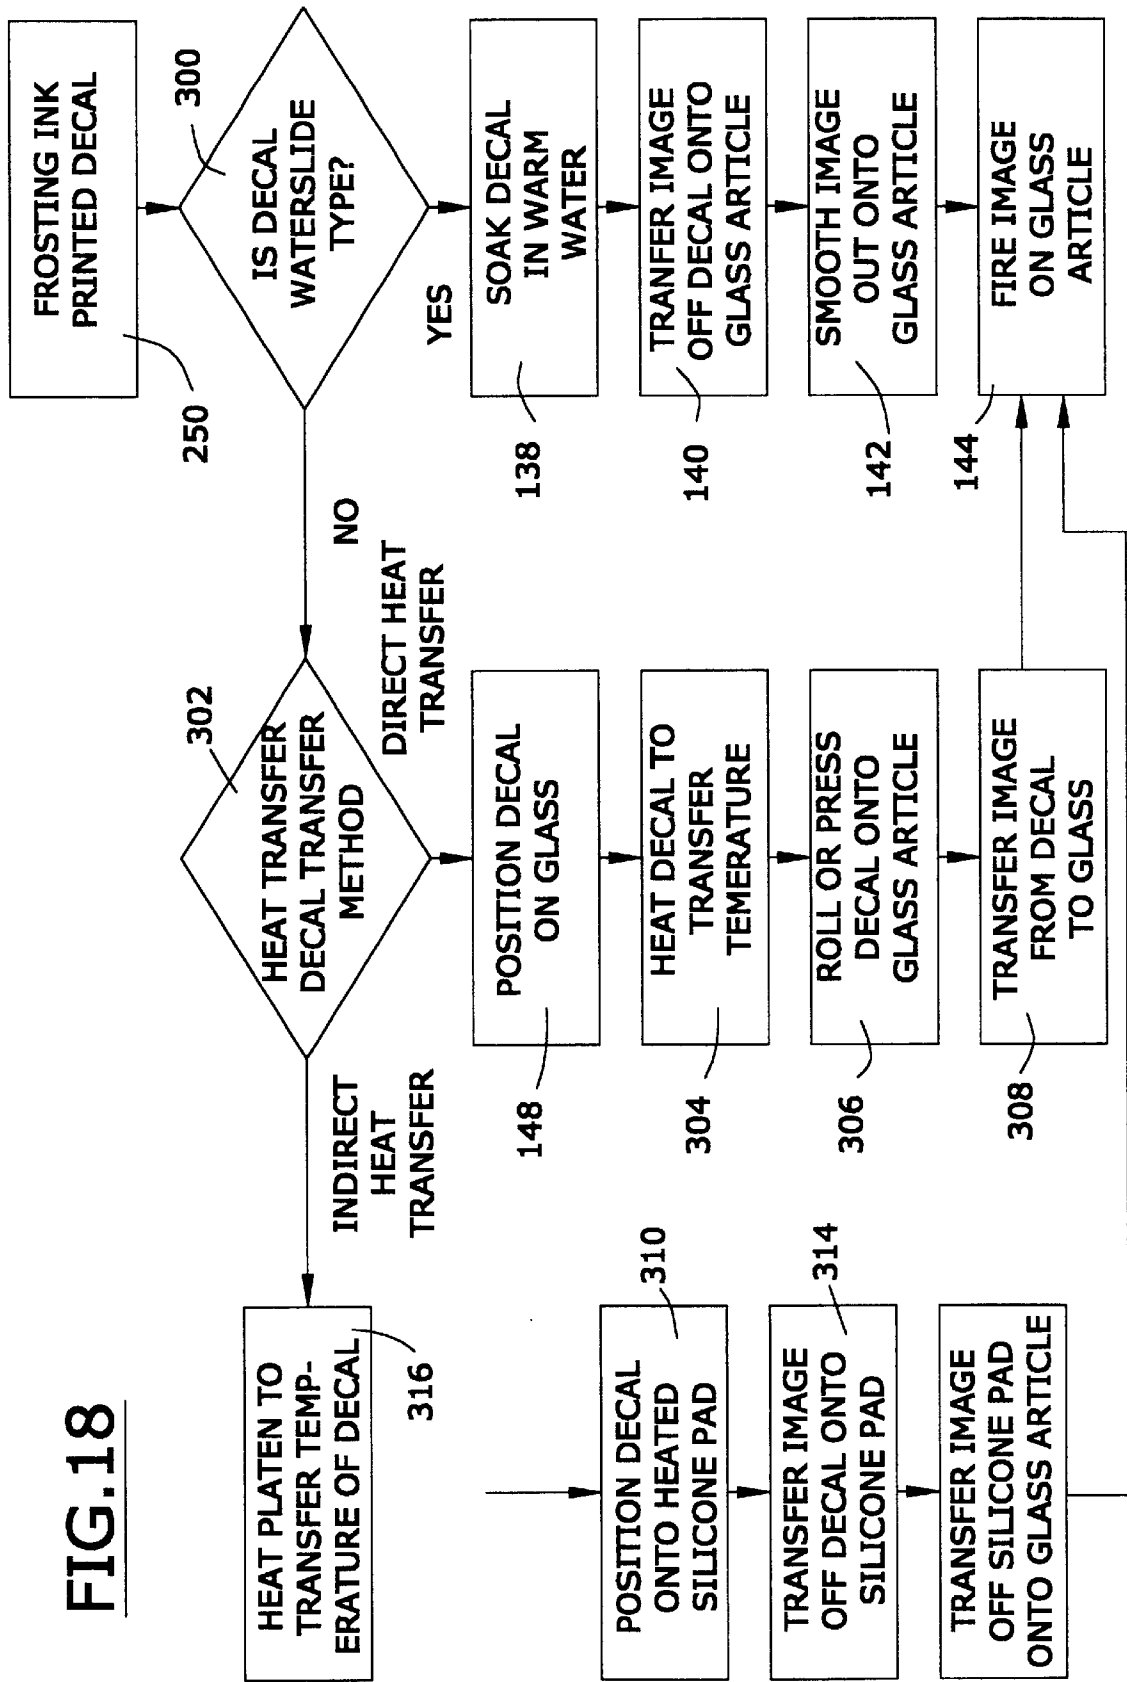 FIG.18
FROSTING INK
PRINTED DECAL
250
300
IS DECAL
WATERSLIDE
TYPE?
YES
NO
SOAK DECAL
IN WARM
WATER
138
TRANFER IMAGE
OFF DECAL ONTO
GLASS ARTICLE
140
SMOOTH IMAGE
OUT ONTO
GLASS ARTICLE
142
FIRE IMAGE
ON GLASS
ARTICLE
144
302
HEAT TRANSFER
DECAL TRANSFER
METHOD
DIRECT HEAT
TRANSFER
POSITION DECAL
ON GLASS
148
HEAT DECAL TO
TRANSFER
TEMERATURE
304
ROLL OR PRESS
DECAL ONTO
GLASS ARTICLE
306
TRANSFER IMAGE
FROM DECAL
TO GLASS
308
INDIRECT
HEAT
TRANSFER
HEAT PLATEN TO
TRANSFER TEMP-
ERATURE OF DECAL
316
POSITION DECAL
ONTO HEATED
SILICONE PAD
310
TRANSFER IMAGE
OFF DECAL ONTO
SILICONE PAD
314
TRANSFER IMAGE
OFF SILICONE PAD
ONTO GLASS ARTICLE